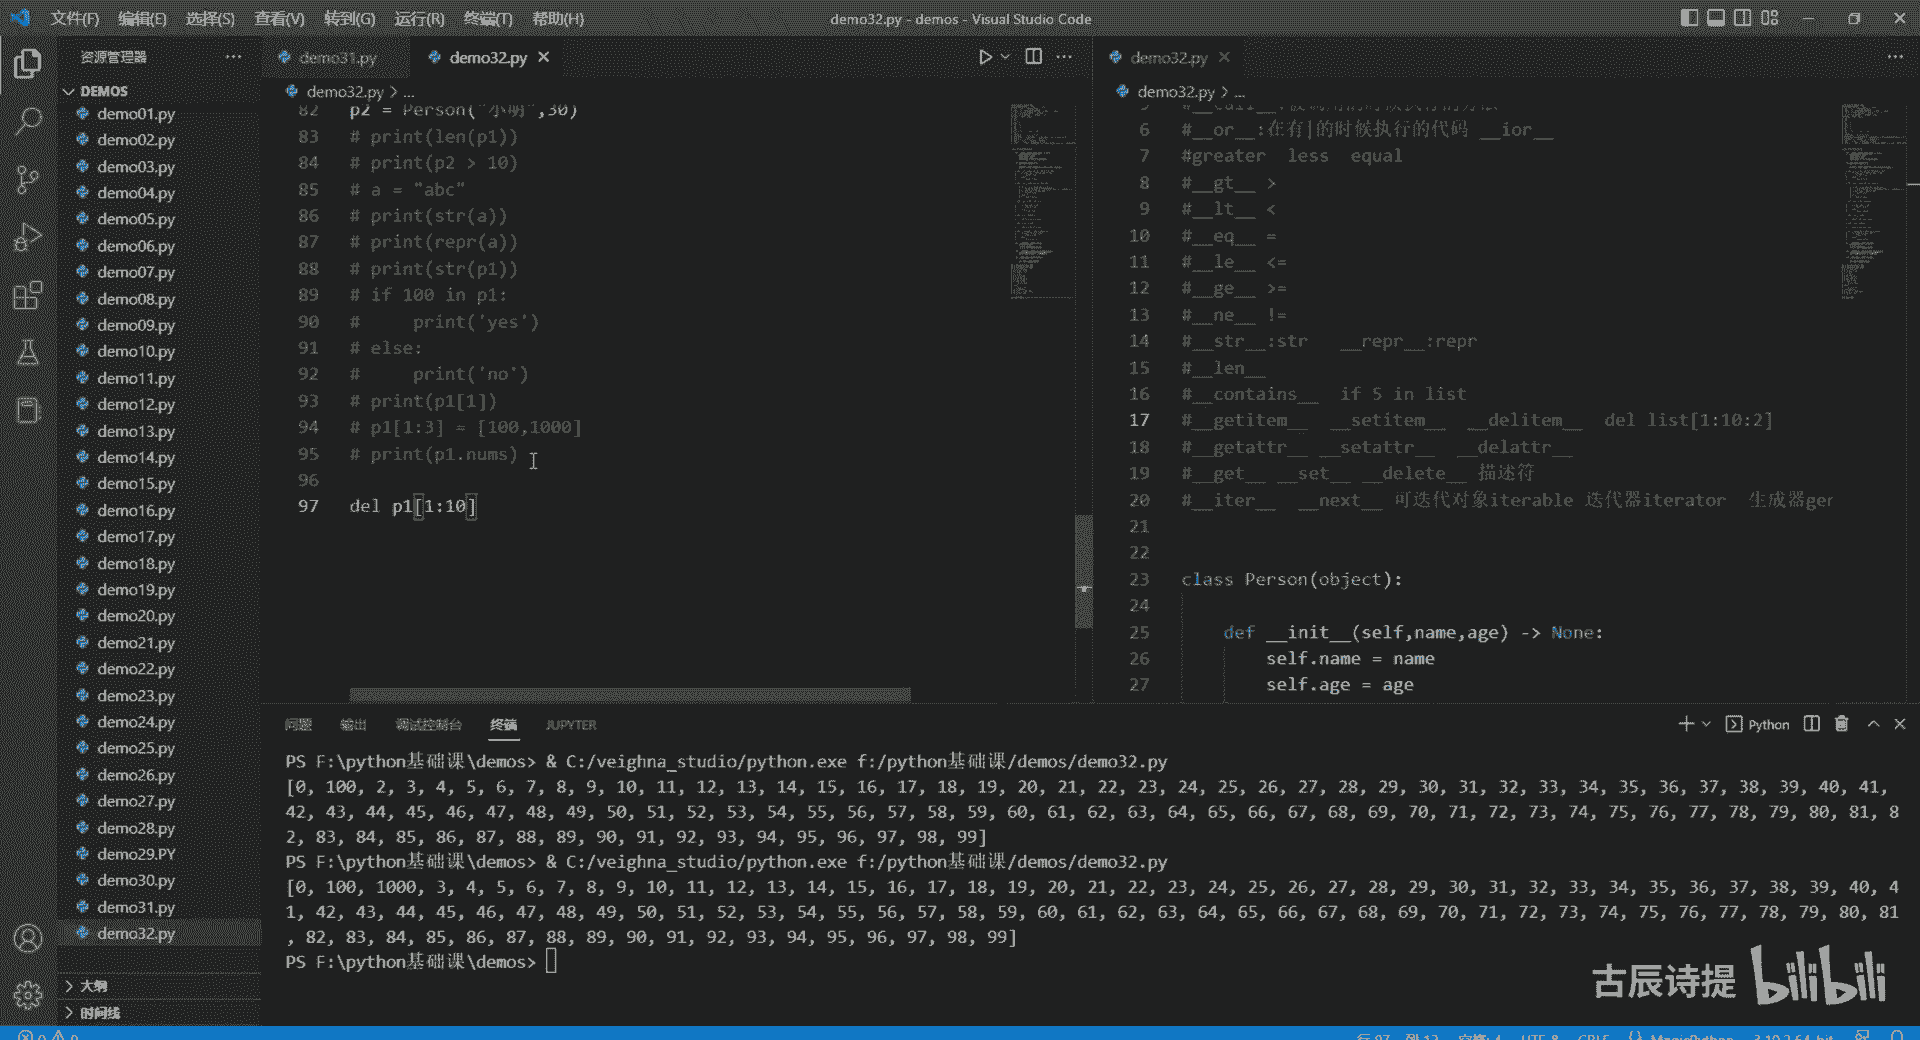 文件(F) 编辑(E) 选择(S) 查看(V) 转到(G) 运行(R) 终端(T) 帮助(H) demo32.py - demos - Visual Studio Code
资源管理器
DEMOS
demo01.py
demo02.py
demo03.py
demo04.py
demo05.py
demo06.py
demo07.py
demo08.py
demo09.py
demo10.py
demo11.py
demo12.py
demo13.py
demo14.py
demo15.py
demo16.py
demo17.py
demo18.py
demo19.py
demo20.py
demo21.py
demo22.py
demo23.py
demo24.py
demo25.py
demo26.py
demo27.py
demo28.py
demo29.PY
demo30.py
demo31.py
demo32.py
大纲
时间线
demo31.py demo32.py
demo32.py > ...
82 p2 = Person("小明",30)
83 # print(len(p1))
84 # print(p2 > 10)
85 # a = "abc"
86 # print(str(a))
87 # print(repr(a))
88 # print(str(p1))
89 # if 100 in p1:
90 #     print('yes')
91 # else:
92 #     print('no')
93 # print(p1[1])
94 # p1[1:3] = [100,1000]
95 # print(p1.nums)
96
97 del p1[1:10]
demo32.py
demo32.py > ...
6 #__or__:在有|的时候执行的代码 __ior__
7 #greater  less  equal
8 #__gt__ >
9 #__lt__ <
10 #__eq__ =
11 #__le__ <=
12 #__ge__ >=
13 #__ne__ !=
14 #__str__:str   __repr__:repr
15 #__len__
16 #__contains__  if 5 in list
17 #__getitem__  __setitem__  __delitem__  del list[1:10:2]
18 #__getattr__ __setattr__  __delattr__
19 #__get__ __set__ __delete__ 描述符
20 #__iter__  __next__ 可迭代对象iterable 迭代器iterator  生成器ger
21
22
23 class Person(object):
24
25     def __init__(self,name,age) -> None:
26         self.name = name
27         self.age = age
问题 输出 调试控制台 终端 JUPYTER Python
PS F:\python基础课\demos> & C:/veighna_studio/python.exe f:/python基础课/demos/demo32.py
[0, 100, 2, 3, 4, 5, 6, 7, 8, 9, 10, 11, 12, 13, 14, 15, 16, 17, 18, 19, 20, 21, 22, 23, 24, 25, 26, 27, 28, 29, 30, 31, 32, 33, 34, 35, 36, 37, 38, 39, 40, 41,
42, 43, 44, 45, 46, 47, 48, 49, 50, 51, 52, 53, 54, 55, 56, 57, 58, 59, 60, 61, 62, 63, 64, 65, 66, 67, 68, 69, 70, 71, 72, 73, 74, 75, 76, 77, 78, 79, 80, 81, 8
2, 83, 84, 85, 86, 87, 88, 89, 90, 91, 92, 93, 94, 95, 96, 97, 98, 99]
PS F:\python基础课\demos> & C:/veighna_studio/python.exe f:/python基础课/demos/demo32.py
[0, 100, 1000, 3, 4, 5, 6, 7, 8, 9, 10, 11, 12, 13, 14, 15, 16, 17, 18, 19, 20, 21, 22, 23, 24, 25, 26, 27, 28, 29, 30, 31, 32, 33, 34, 35, 36, 37, 38, 39, 40, 4
1, 42, 43, 44, 45, 46, 47, 48, 49, 50, 51, 52, 53, 54, 55, 56, 57, 58, 59, 60, 61, 62, 63, 64, 65, 66, 67, 68, 69, 70, 71, 72, 73, 74, 75, 76, 77, 78, 79, 80, 81
, 82, 83, 84, 85, 86, 87, 88, 89, 90, 91, 92, 93, 94, 95, 96, 97, 98, 99]
PS F:\python基础课\demos>
古辰诗提 bilibili